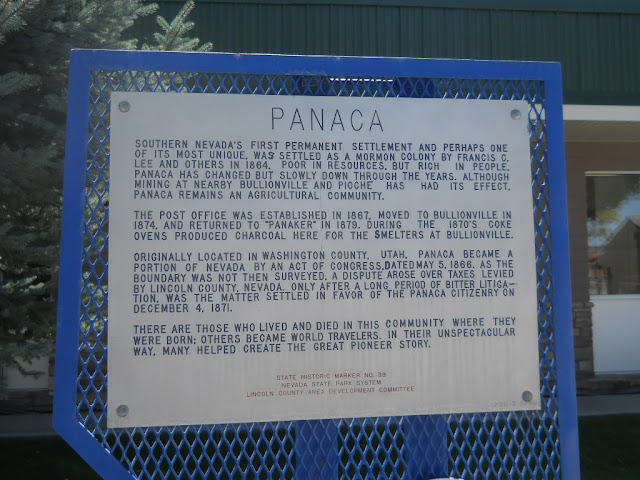 PANACA
SOUTHERN NEVADA'S FIRST PERMANENT SETTLEMENT AND PERHAPS ONE
OF ITS MOST UNIQUE, WAS SETTLED AS A MORMON COLONY BY FRANCIS C.
LEE AND OTHERS IN 1864. POOR IN RESOURCES, BUT RICH IN PEOPLE,
PANACA HAS CHANGED BUT SLOWLY DOWN THROUGH THE YEARS. ALTHOUGH
MINING AT NEARBY BULLIONVILLE AND PIOCHE HAS HAD ITS EFFECT,
PANACA REMAINS AN AGRICULTURAL COMMUNITY.
THE POST OFFICE WAS ESTABLISHED IN 1867, MOVED TO BULLIONVILLE IN
1874, AND RETURNED TO "PANAKER" IN 1879. DURING THE 1870'S COKE
OVENS PRODUCED CHARCOAL HERE FOR THE SMELTERS AT BULLIONVILLE.
ORIGINALLY LOCATED IN WASHINGTON COUNTY, UTAH, PANACA BECAME A
PORTION OF NEVADA BY AN ACT OF CONGRESS,DATED MAY 5, 1866. AS THE
BOUNDARY WAS NOT THEN SURVEYED, A DISPUTE AROSE OVER TAXES LEVIED
BY LINCOLN COUNTY, NEVADA. ONLY AFTER A LONG PERIOD OF BITTER LITIGA-
TION, WAS THE MATTER SETTLED IN FAVOR OF THE PANACA CITIZENRY ON
DECEMBER 4, 1871.
THERE ARE THOSE WHO LIVED AND DIED IN THIS COMMUNITY WHERE THEY
WERE BORN; OTHERS BECAME WORLD TRAVELERS. IN THEIR UNSPECTACULAR
WAY, MANY HELPED CREATE THE GREAT PIONEER STORY.
STATE HISTORIC MARKER NO. 39
NEVADA STATE PARK SYSTEM
LINCOLN COUNTY AREA DEVELOPMENT COMMITTEE